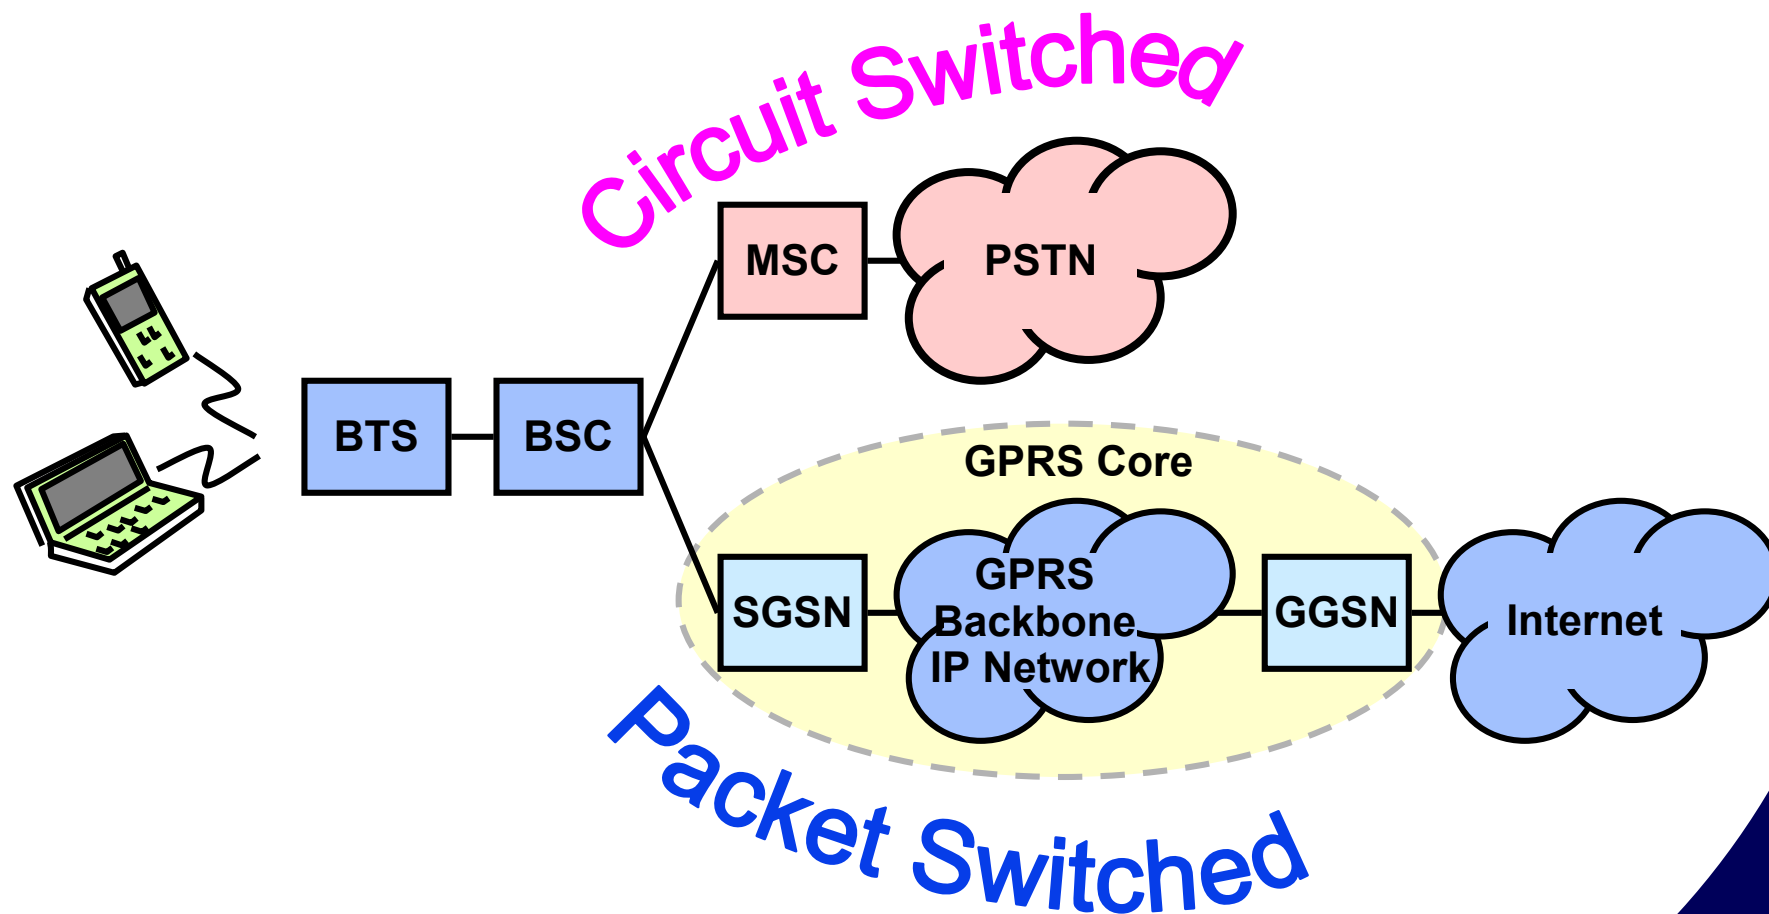 Circuit Switched
MSC
PSTN
BTS
BSC
GPRS Core
SGSN
GPRS
Backbone
IP Network
GGSN
Internet
Packet Switched